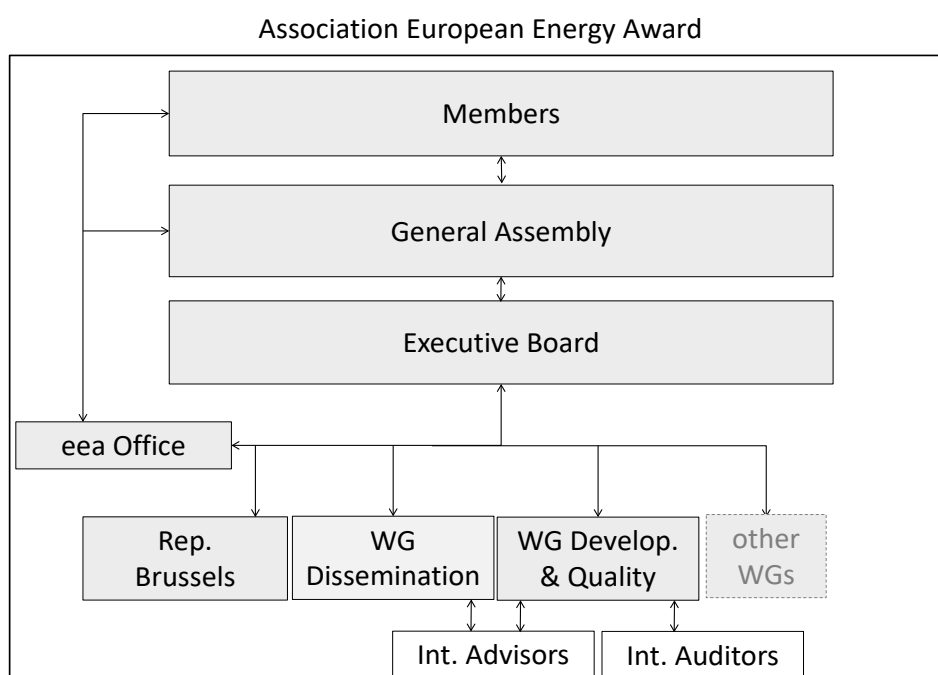 Association European Energy Award
Members
General Assembly
Executive Board
eea Office
Rep.
Brussels
WG
Dissemination
WG Develop.
& Quality
other
WGs
Int. Advisors
Int. Auditors